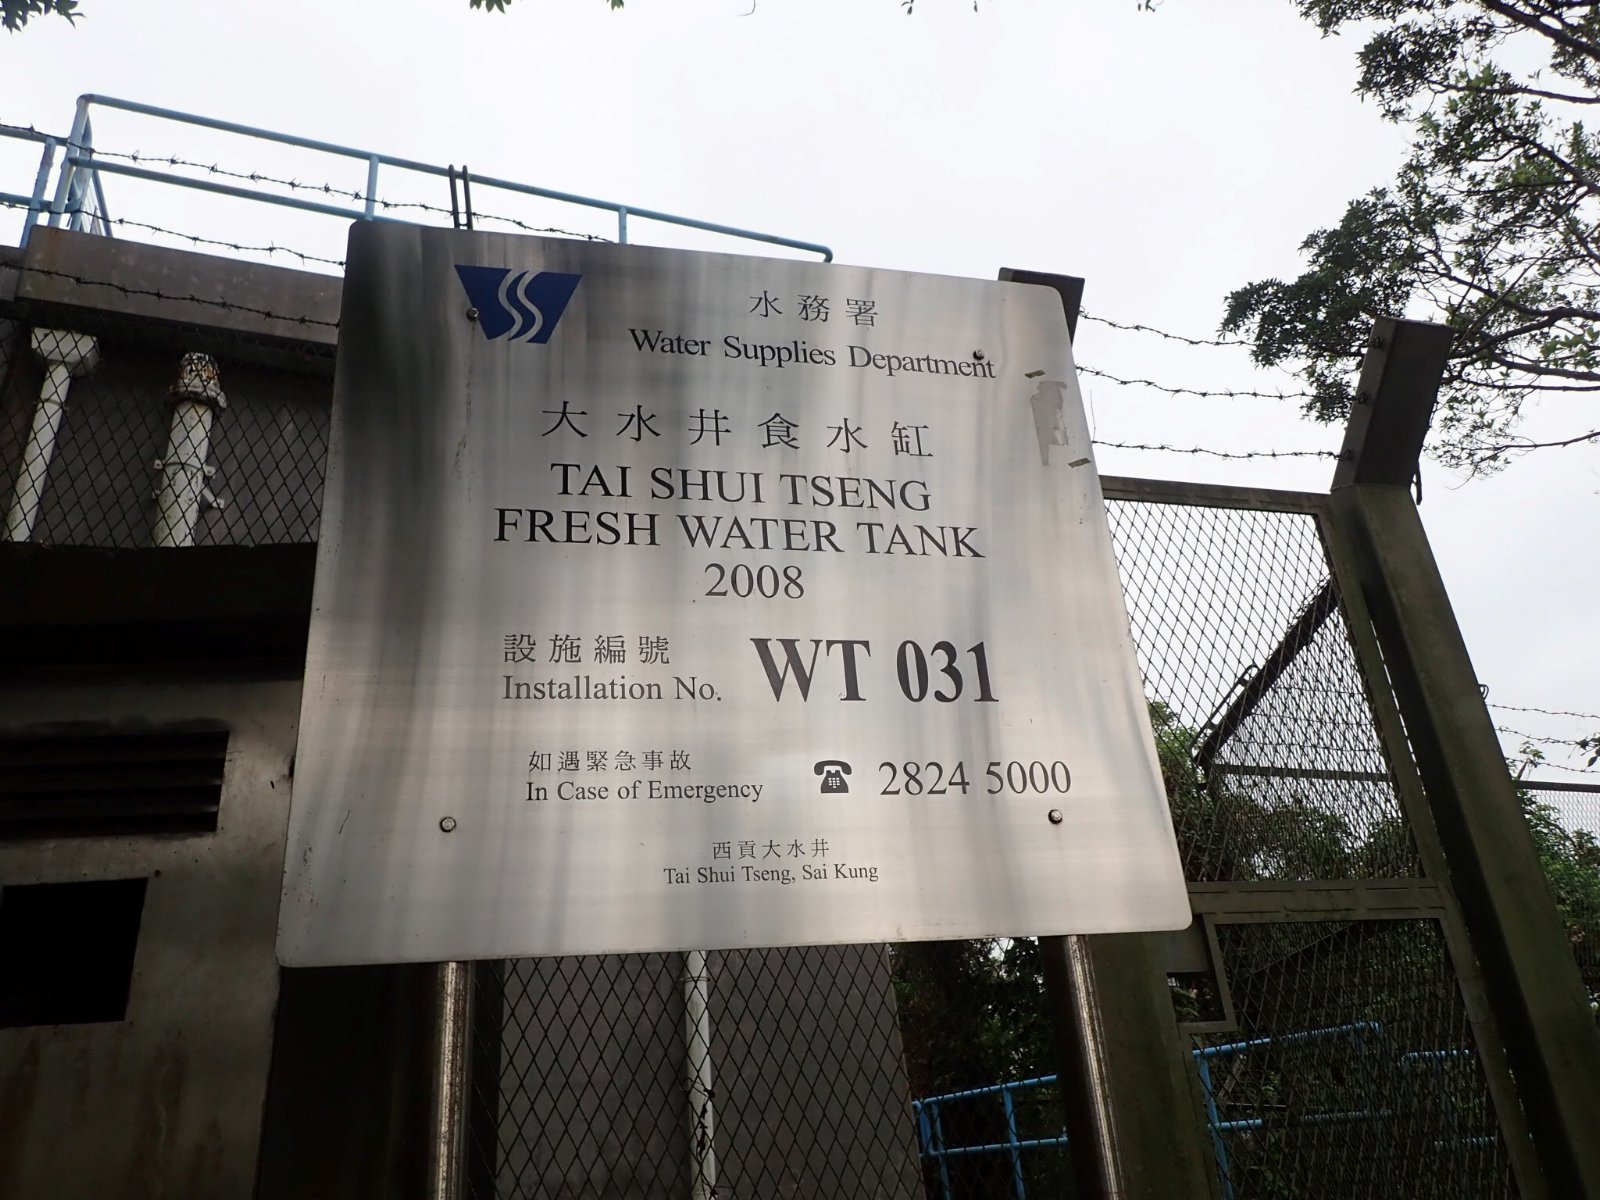 水務署
Water Supplies Department
大水井食水缸
TAI SHUI TSENG
FRESH WATER TANK
2008
設施編號
Installation No.
WT 031
如遇緊急事故
In Case of Emergency
2824 5000
西貢大水井
Tai Shui Tseng, Sai Kung